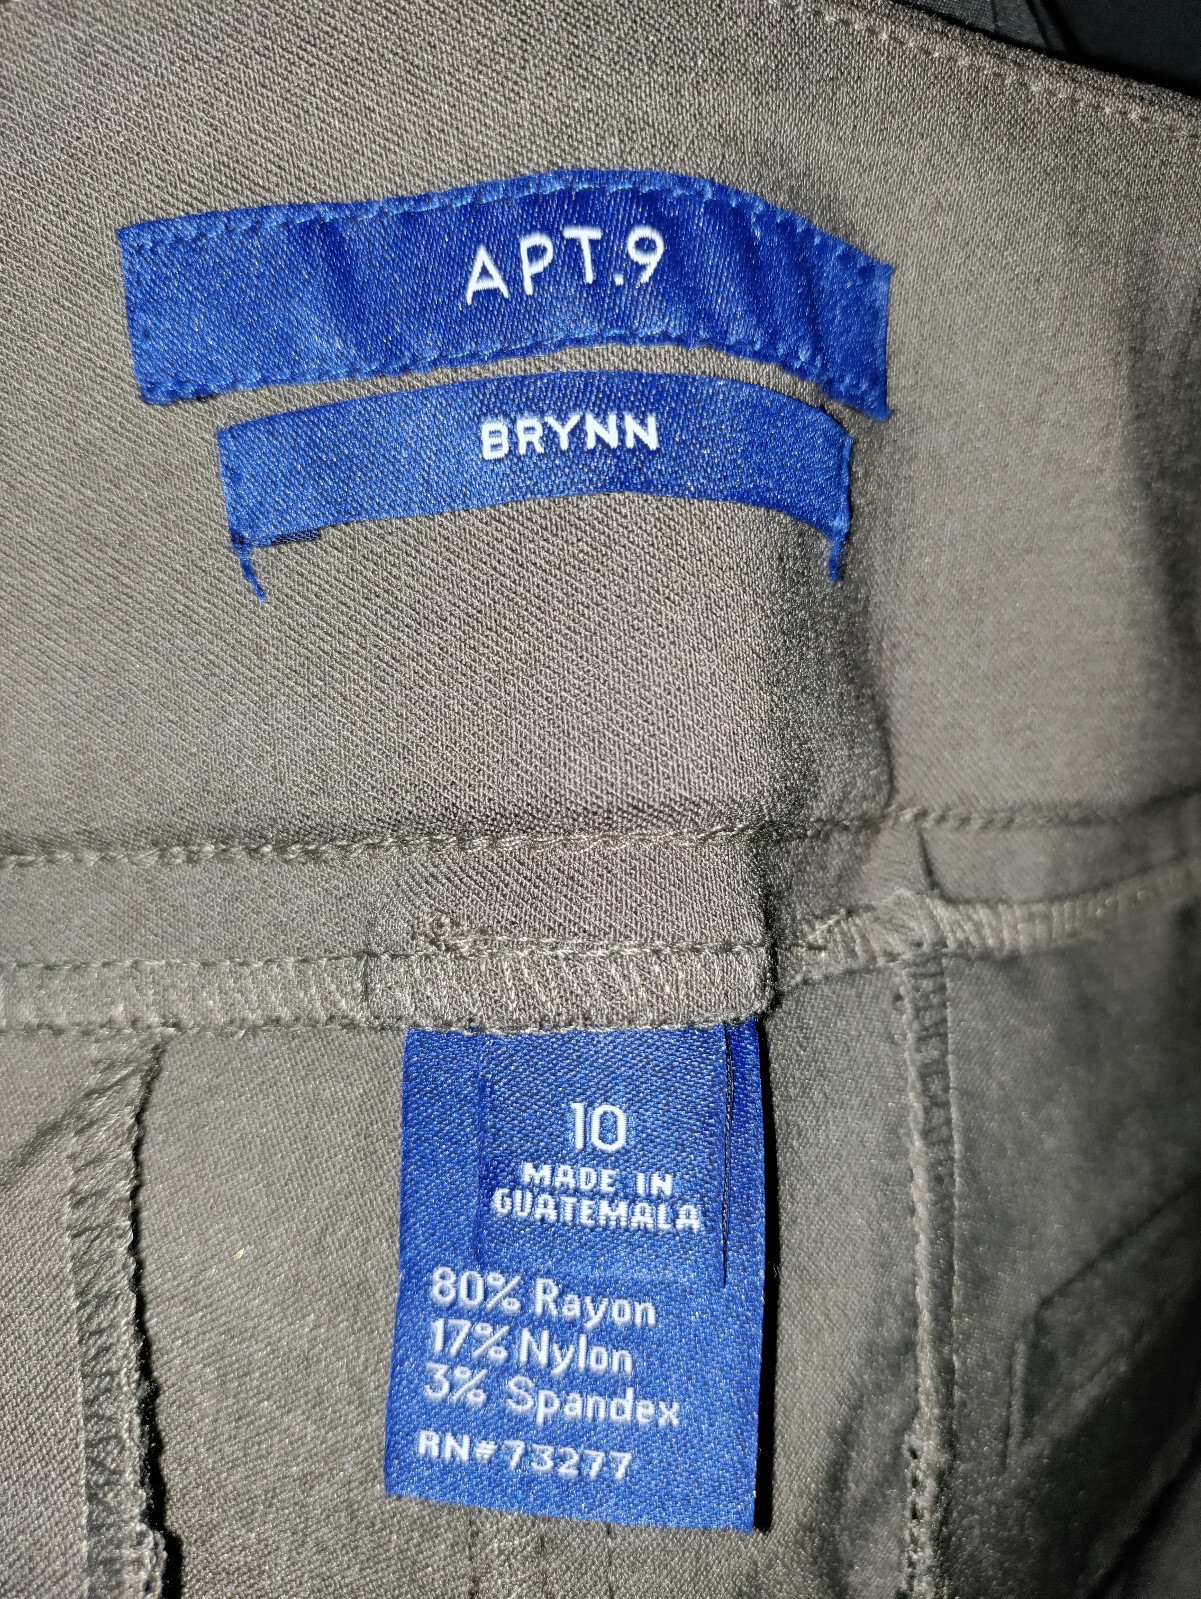 APT.9
BRYNN
10
MADE IN
GUATEMALA
80% Rayon
17% Nylon
3% Spandex
RN#73277